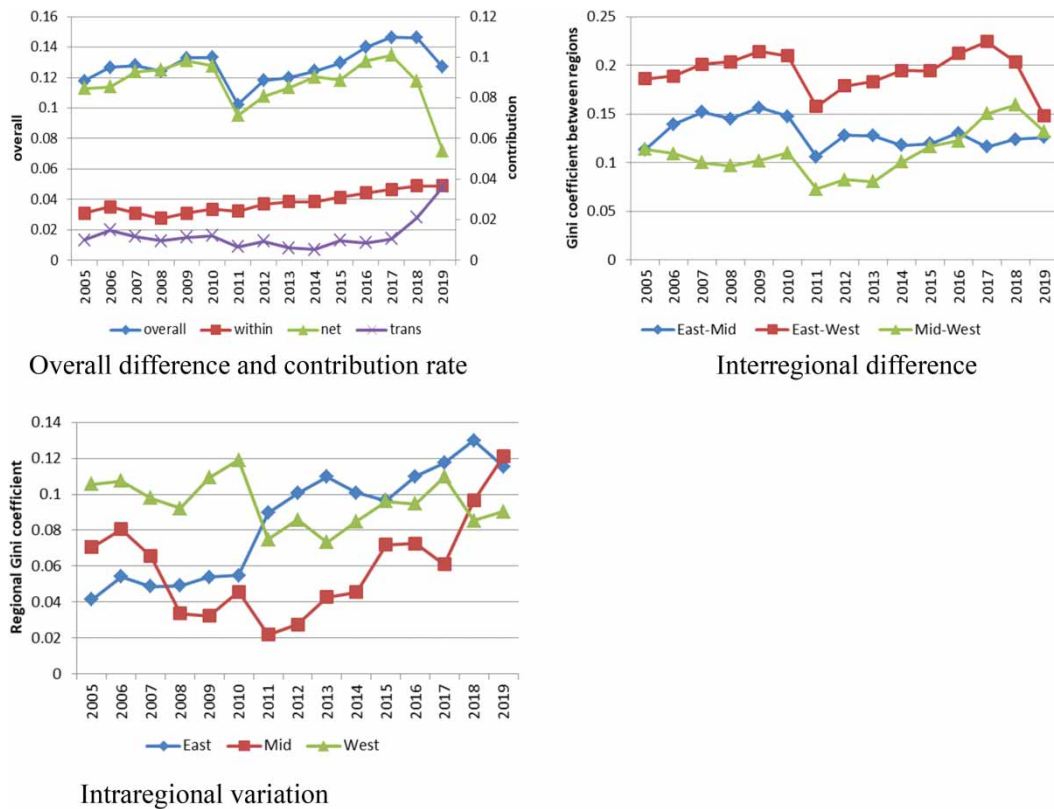 0.16
0.14
0.12
0.1
0.08
0.06
0.04
0.02
0
overall
0.12
0.1
0.08
0.06
0.04
0.02
0
contribution
2005 2006 2007 2008 2009 2010 2011 2012 2013 2014 2015 2016 2017 2018 2019
overall within net trans
Overall difference and contribution rate
0.25
0.2
0.15
0.1
0.05
0
Gini coefficient between regions
2005 2006 2007 2008 2009 2010 2011 2012 2013 2014 2015 2016 2017 2018 2019
East-Mid East-West Mid-West
Interregional difference
0.14
0.12
0.1
0.08
0.06
0.04
0.02
0
Regional Gini coefficient
2005 2006 2007 2008 2009 2010 2011 2012 2013 2014 2015 2016 2017 2018 2019
East Mid West
Intraregional variation